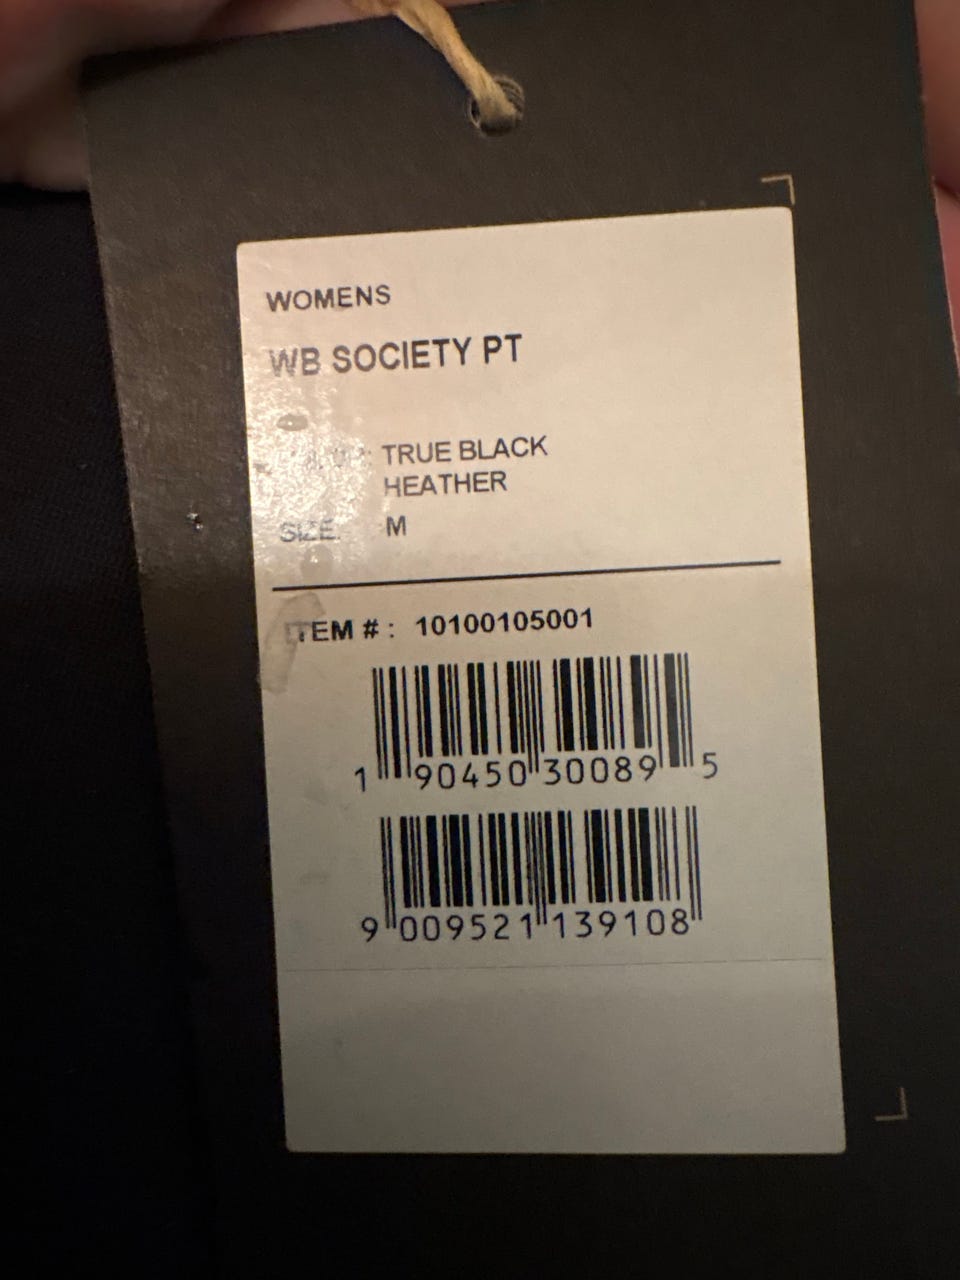 WOMENS
WB SOCIETY PT
TRUE BLACK
HEATHER
SIZE: M
ITEM # : 10100105001
1 90450 30089 5
9 009521 139108